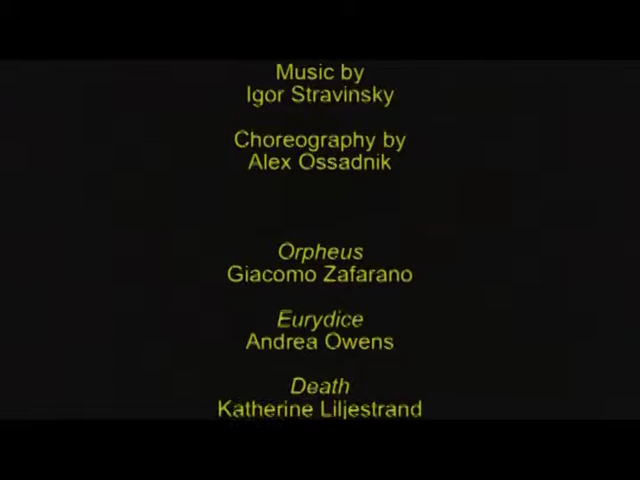 Music by
Igor Stravinsky
Choreography by
Alex Ossadnik
Orpheus
Giacomo Zafarano
Eurydice
Andrea Owens
Death
Katherine Liljestrand